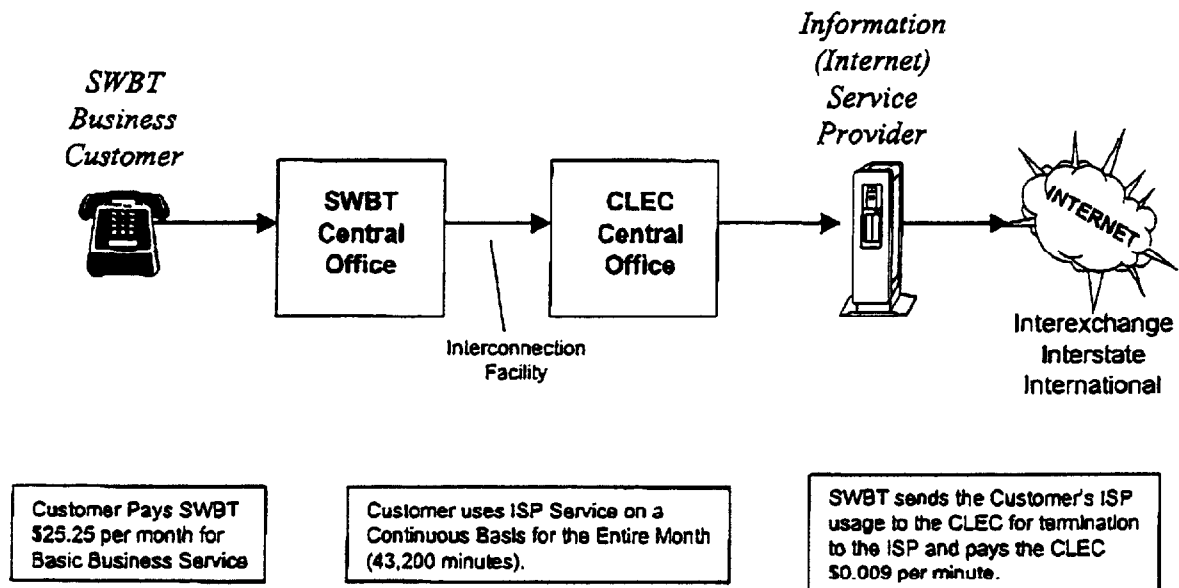 Information
(Internet)
Service
Provider
SWBT
Business
Customer
SWBT
Central
Office
CLEC
Central
Office
INTERNET
Interconnection
Facility
Interexchange
Interstate
International
Customer Pays SWBT
$25.25 per month for
Basic Business Service
Customer uses ISP Service on a
Continuous Basis for the Entire Month
(43,200 minutes).
SWBT sends the Customer's ISP
usage to the CLEC for termination
to the ISP and pays the CLEC
$0.009 per minute.